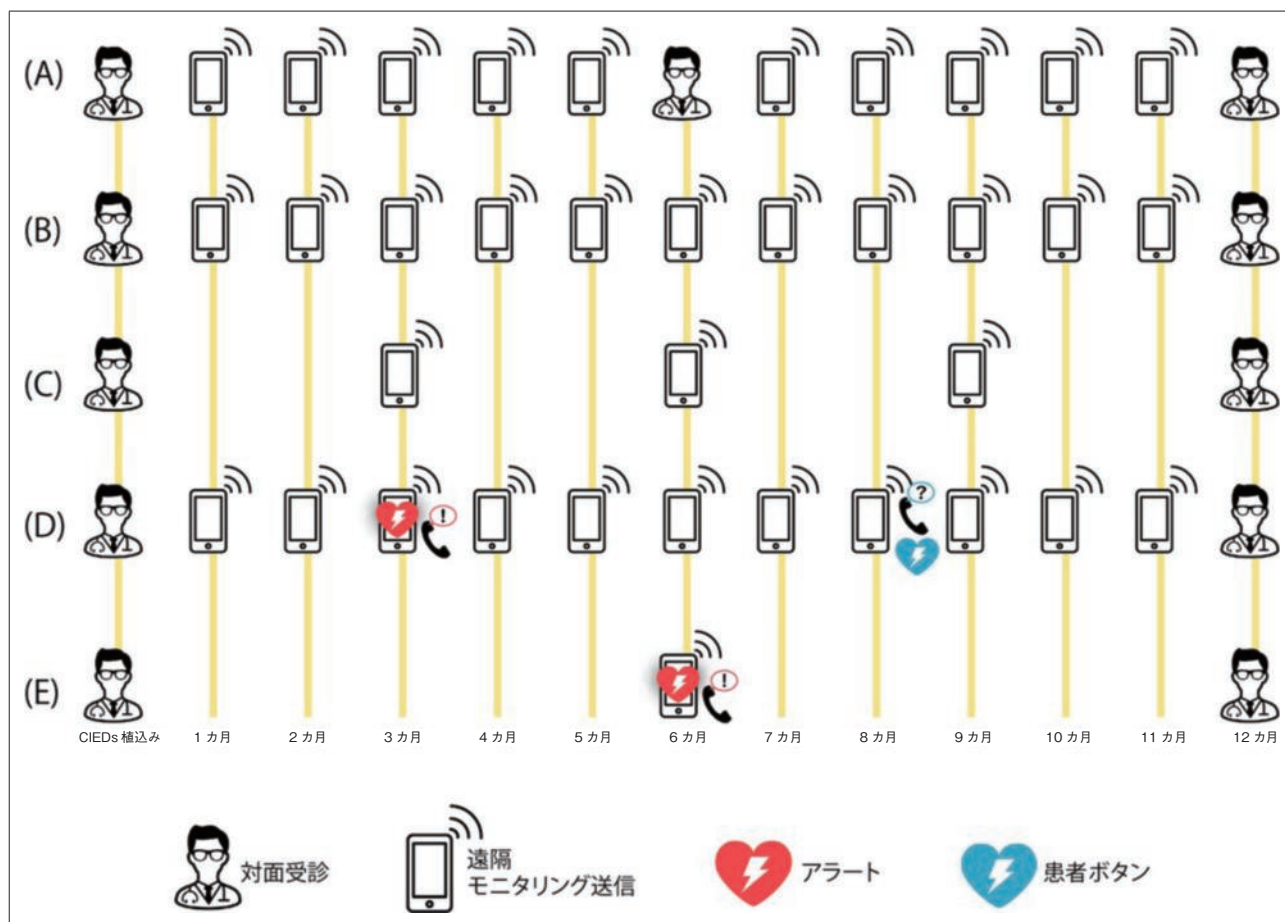 (A)
(B)
(C)
(D)
!
?
(E)
!
CIEDs 植込み
1 カ月
2 カ月
3 カ月
4 カ月
5 カ月
6 カ月
7 カ月
8 カ月
9 カ月
10 カ月
11 カ月
12 カ月
対面受診
遠隔
モニタリング送信
アラート
患者ボタン